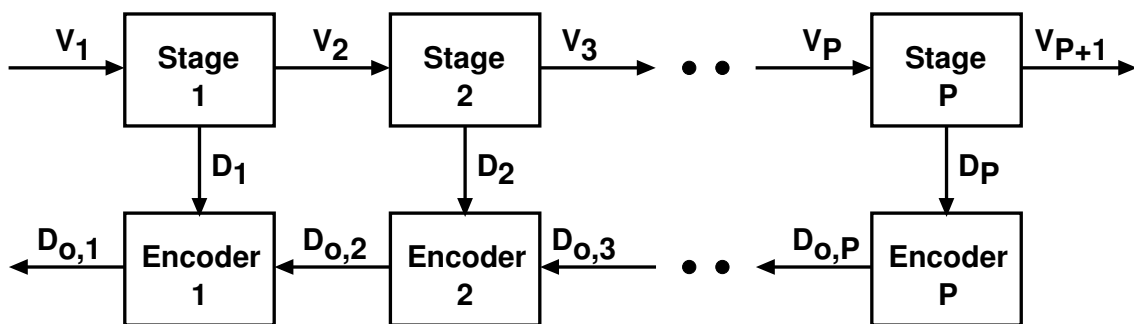 V1
Stage
1
V2
Stage
2
V3
VP
Stage
P
VP+1
D1
D2
DP
Do,1
Encoder
1
Do,2
Encoder
2
Do,3
Do,P
Encoder
P